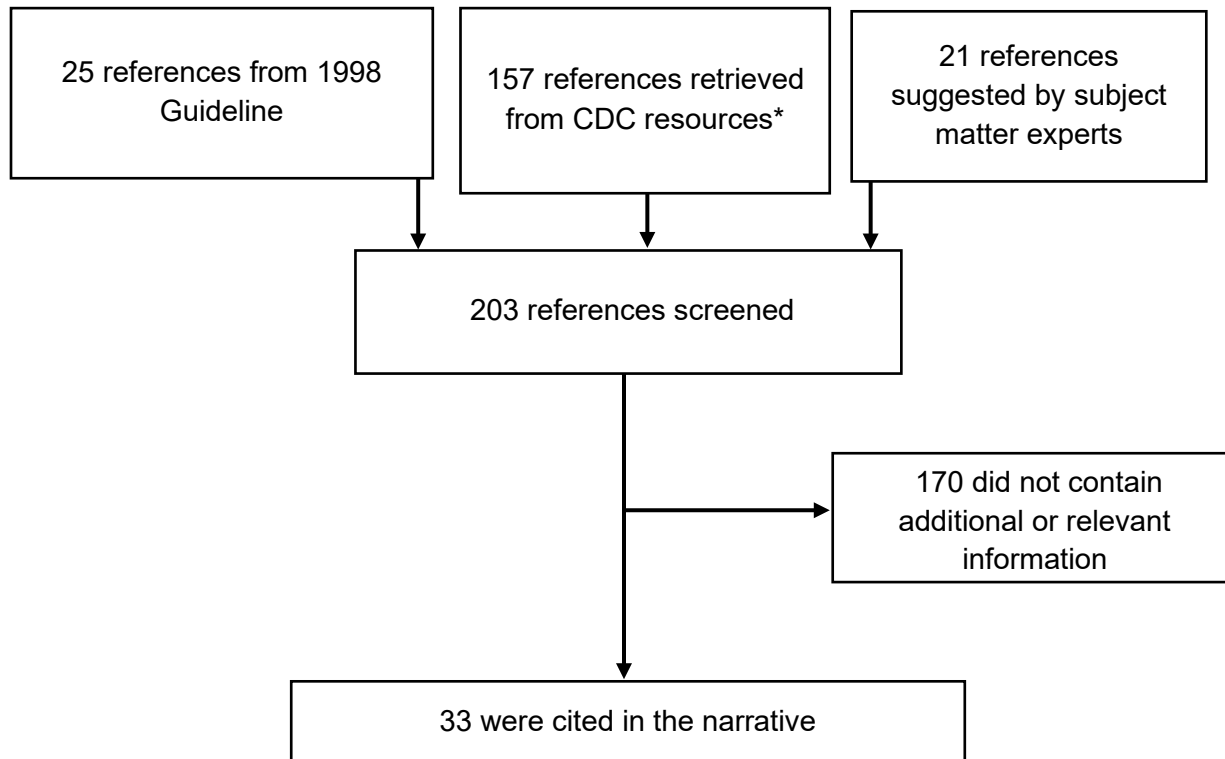 25 references from 1998
Guideline
157 references retrieved
from CDC resources*
21 references
suggested by subject
matter experts
203 references screened
170 did not contain
additional or relevant
information
33 were cited in the narrative